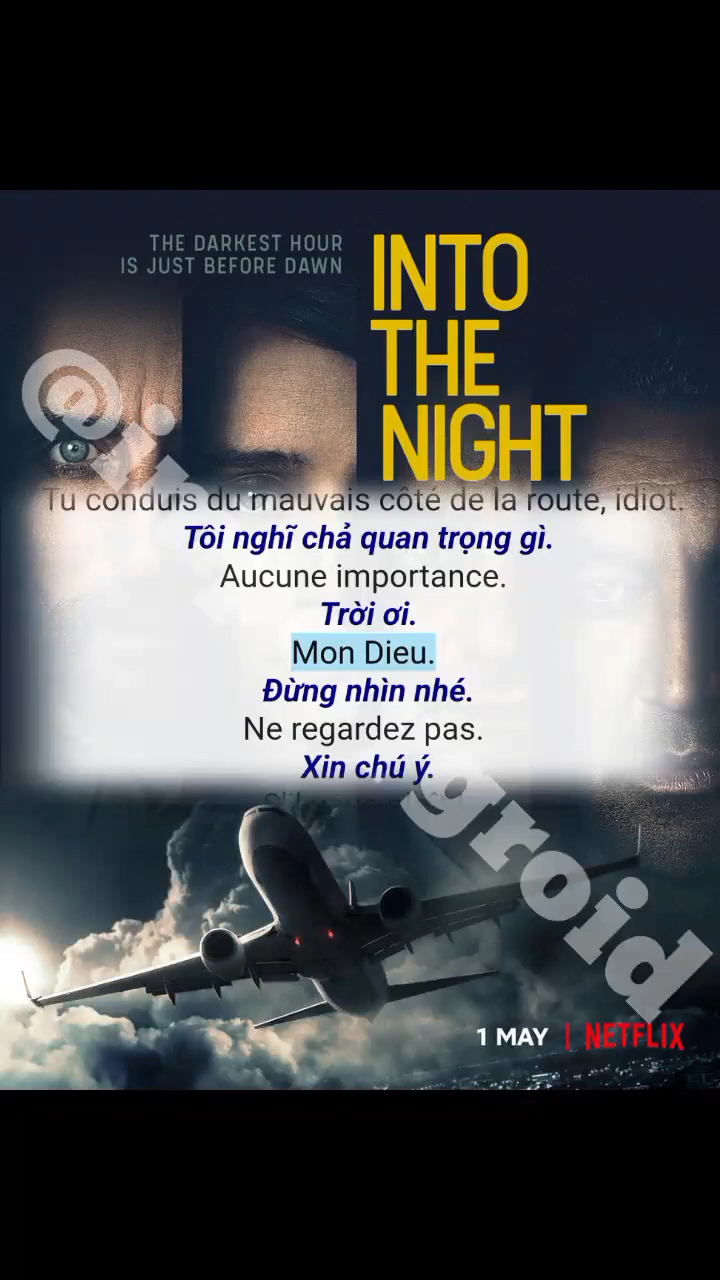 THE DARKEST HOUR
IS JUST BEFORE DAWN
INTO
THE
NIGHT
Tu conduis du mauvais côté de la route, idiot.
Tôi nghĩ chả quan trọng gì.
Aucune importance.
Trời ơi.
Mon Dieu.
Đừng nhìn nhé.
Ne regardez pas.
Xin chú ý.
1 MAY | NETFLIX